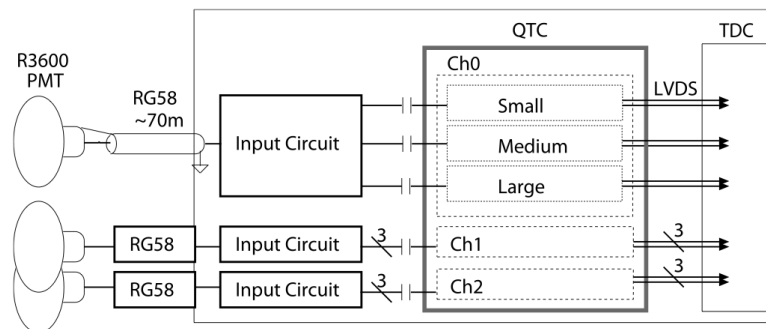 QTC
TDC
R3600
PMT
RG58
~70m
Ch0
LVDS
Input Circuit
Small
Medium
Large
RG58
Input Circuit
3
Ch1
3
RG58
Input Circuit
3
Ch2
3